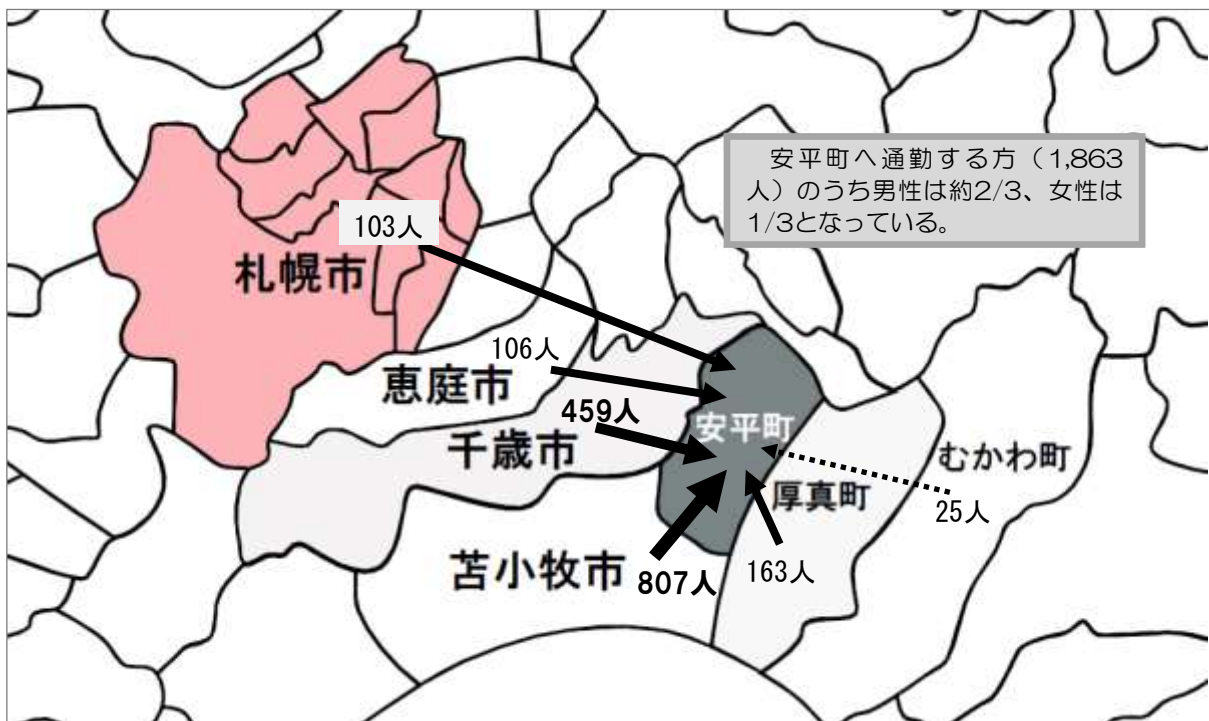 安平町へ通勤する方（1,863
人）のうち男性は約2/3、女性は
1/3となっている。
103人
札幌市
106人
恵庭市
459人
千歳市
安平町
むかわ町
厚真町
25人
苫小牧市
807人
163人